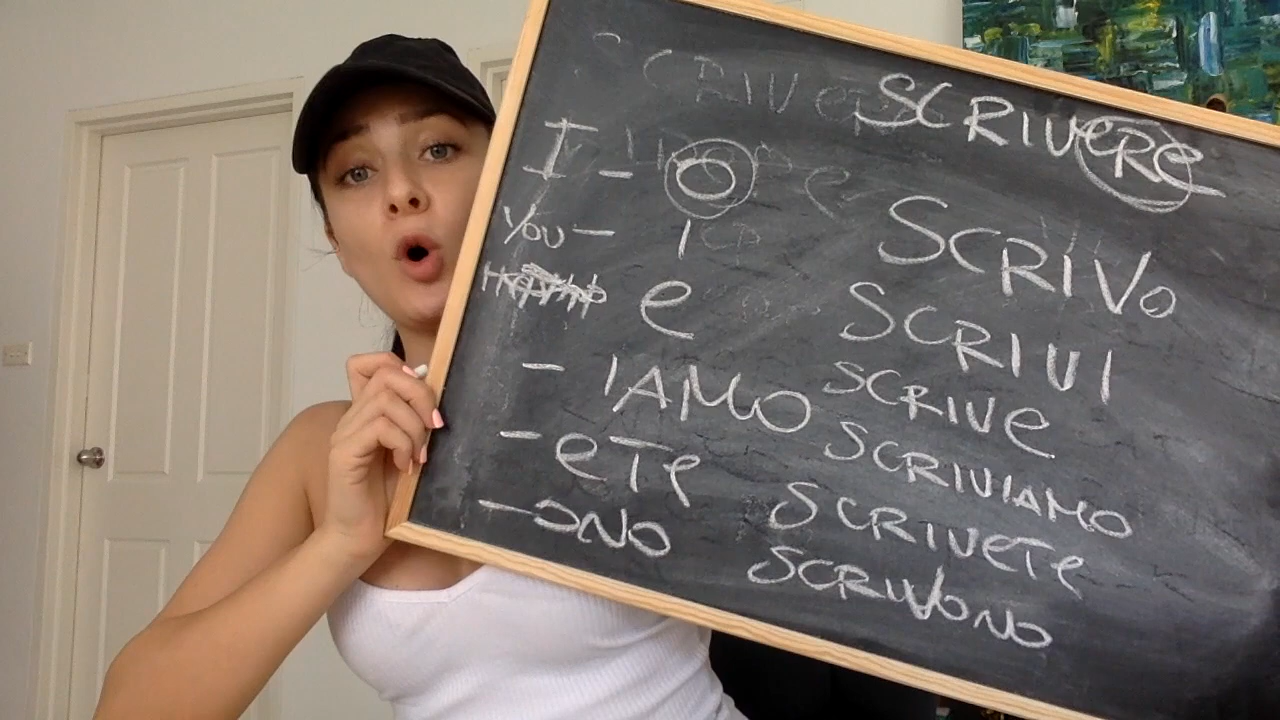 SCRIVERE
I - O SCRIVO
YOU - I SCRIVI
e SCRIVE
- IAMO SCRIVIAMO
- eTe SCRIVeTe
- ONO SCRIVONO